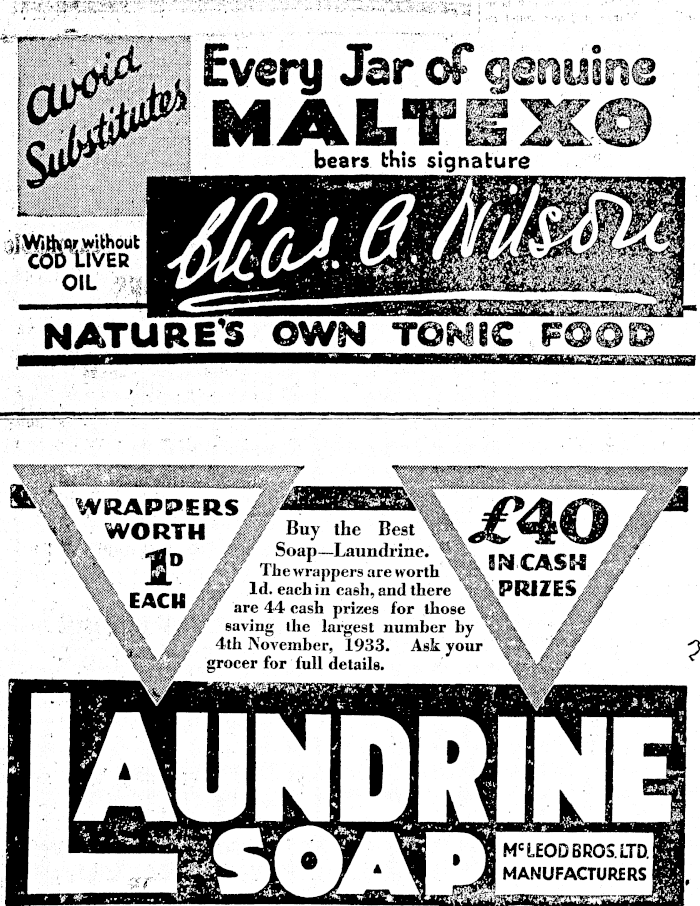 avoid
Substitutes
Every Jar of genuine
MALTEXO
bears this signature
Chas. A. Wilson
With or without
COD LIVER
OIL
NATURE'S OWN TONIC FOOD
WRAPPERS
WORTH
1D
EACH
Buy the Best
Soap—Laundrine.
The wrappers are worth
1d. each in cash, and there
are 44 cash prizes for those
saving the largest number by
4th November, 1933. Ask your
grocer for full details.
£40
IN CASH
PRIZES
LAUNDRINE
SOAP
McLEOD BROS. LTD.
MANUFACTURERS